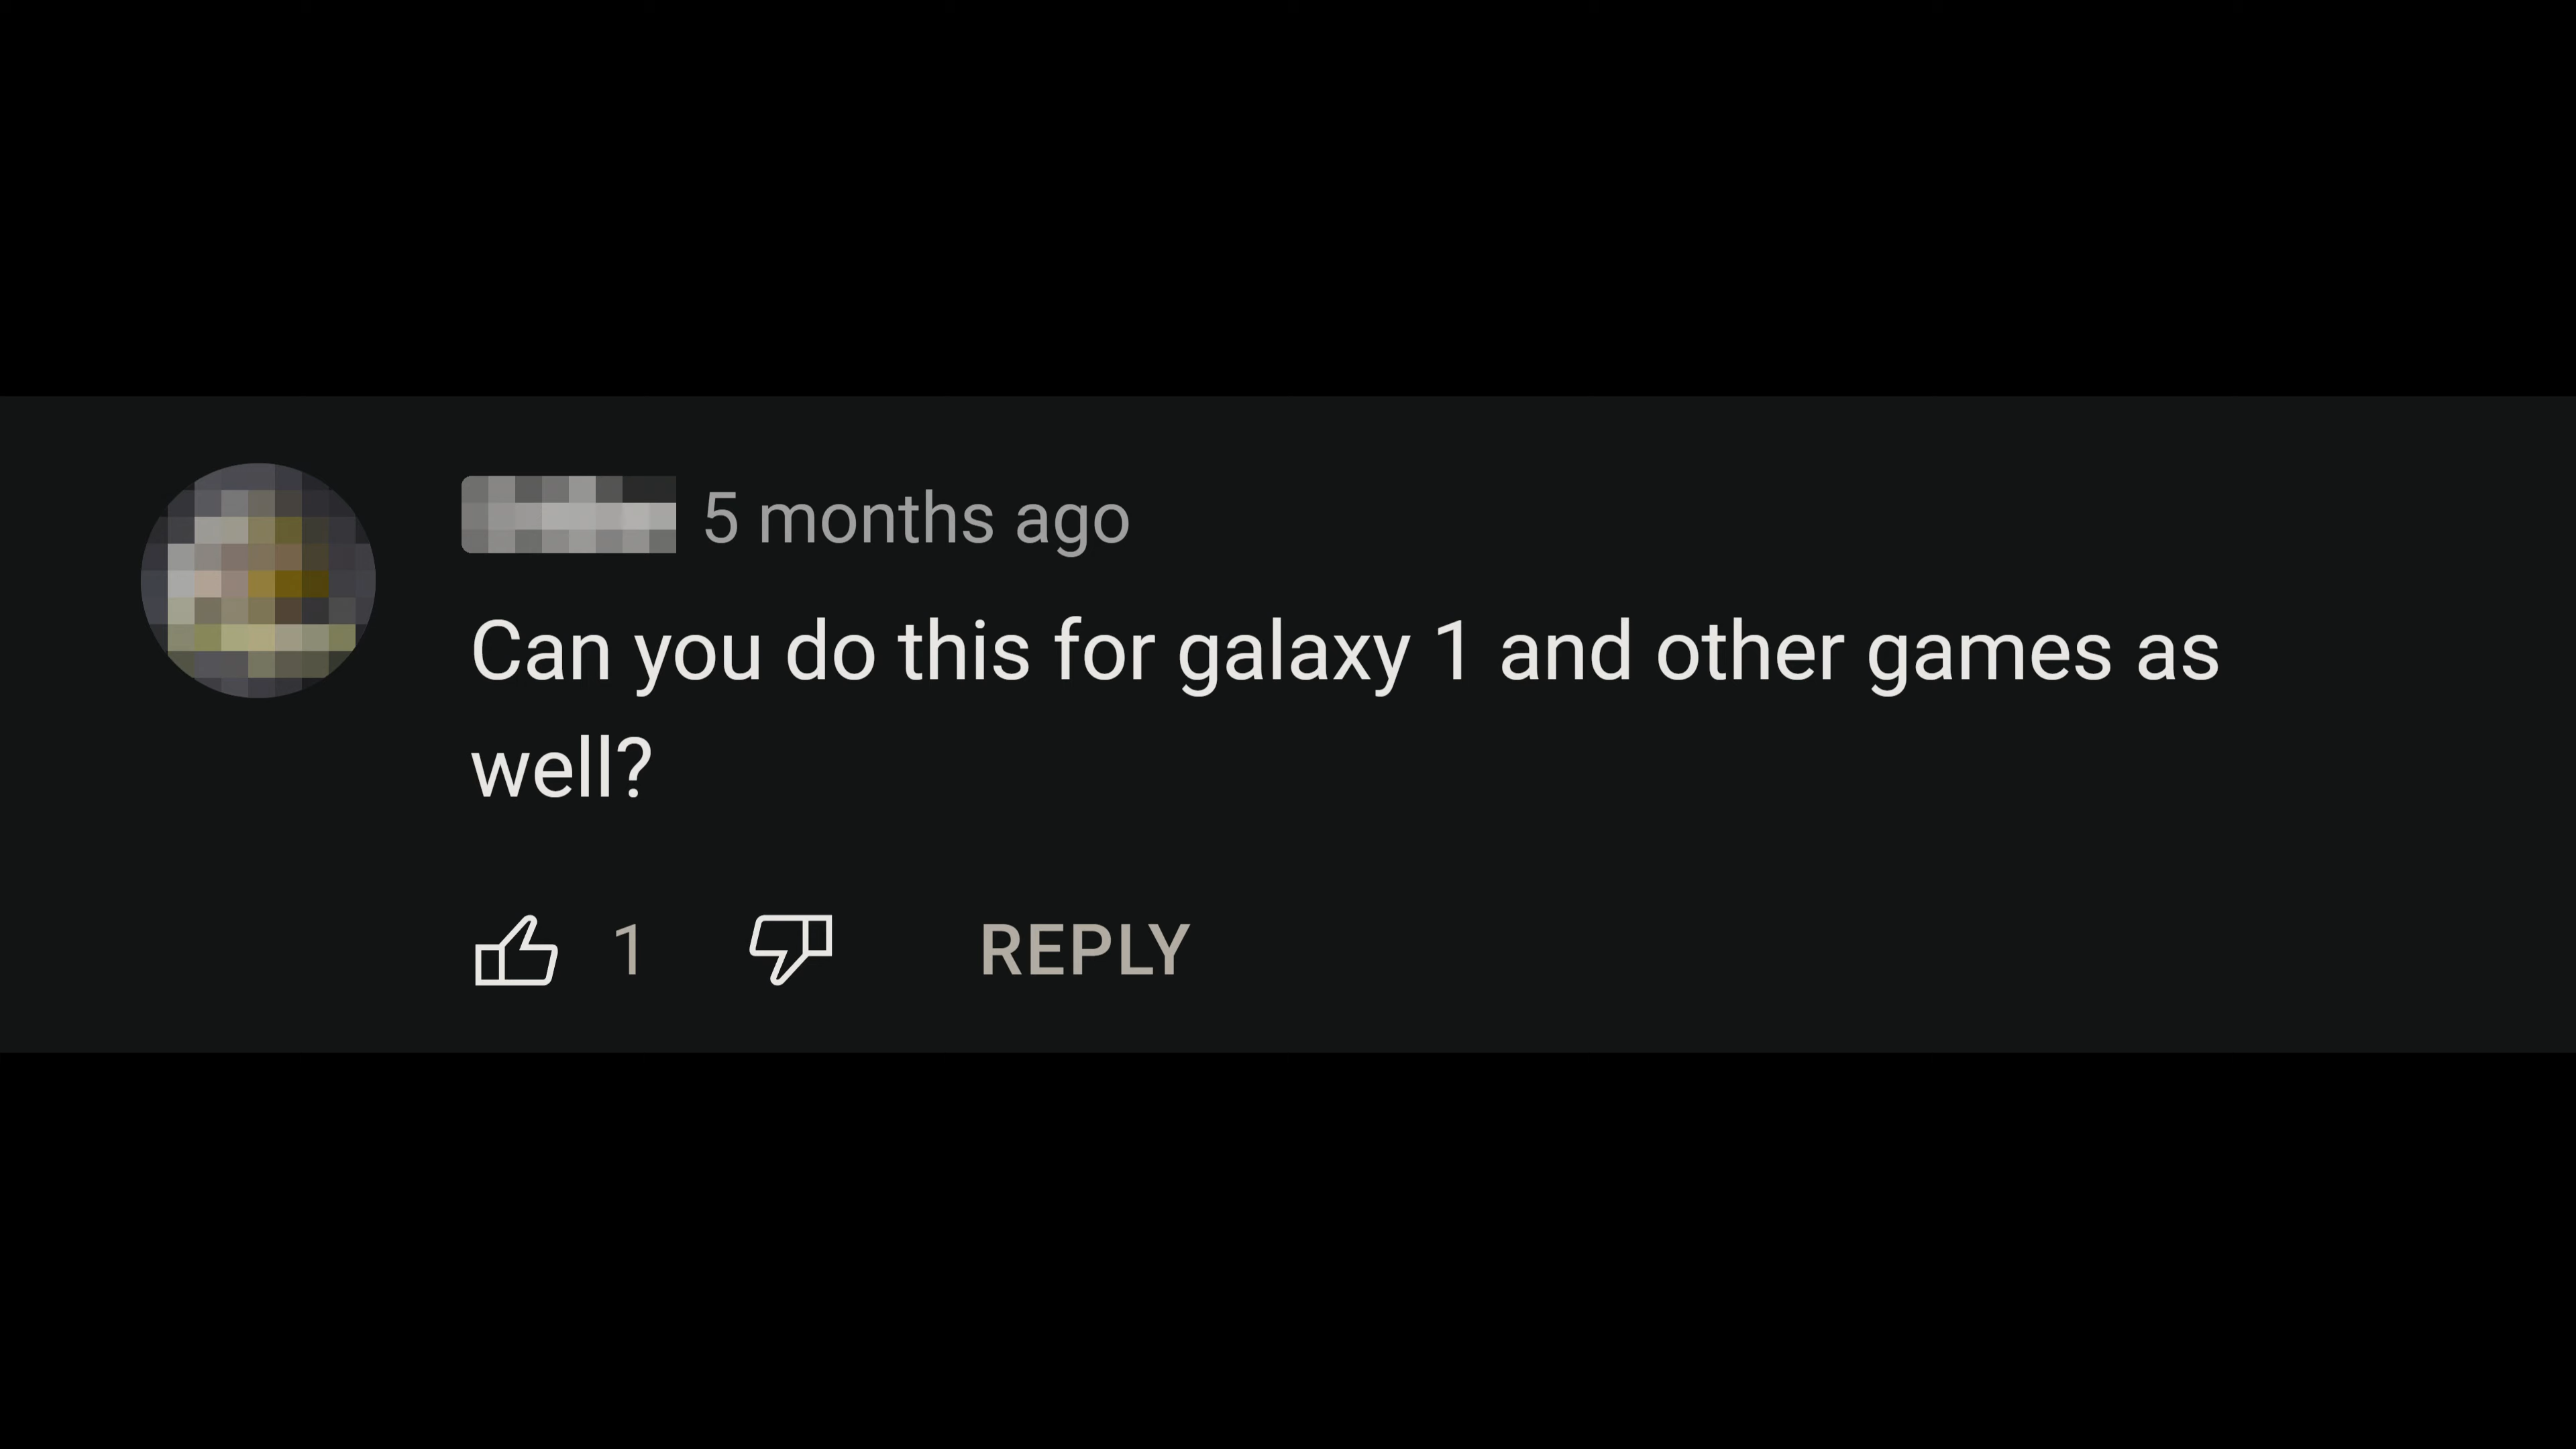 5 months ago
Can you do this for galaxy 1 and other games as
well?
1 REPLY